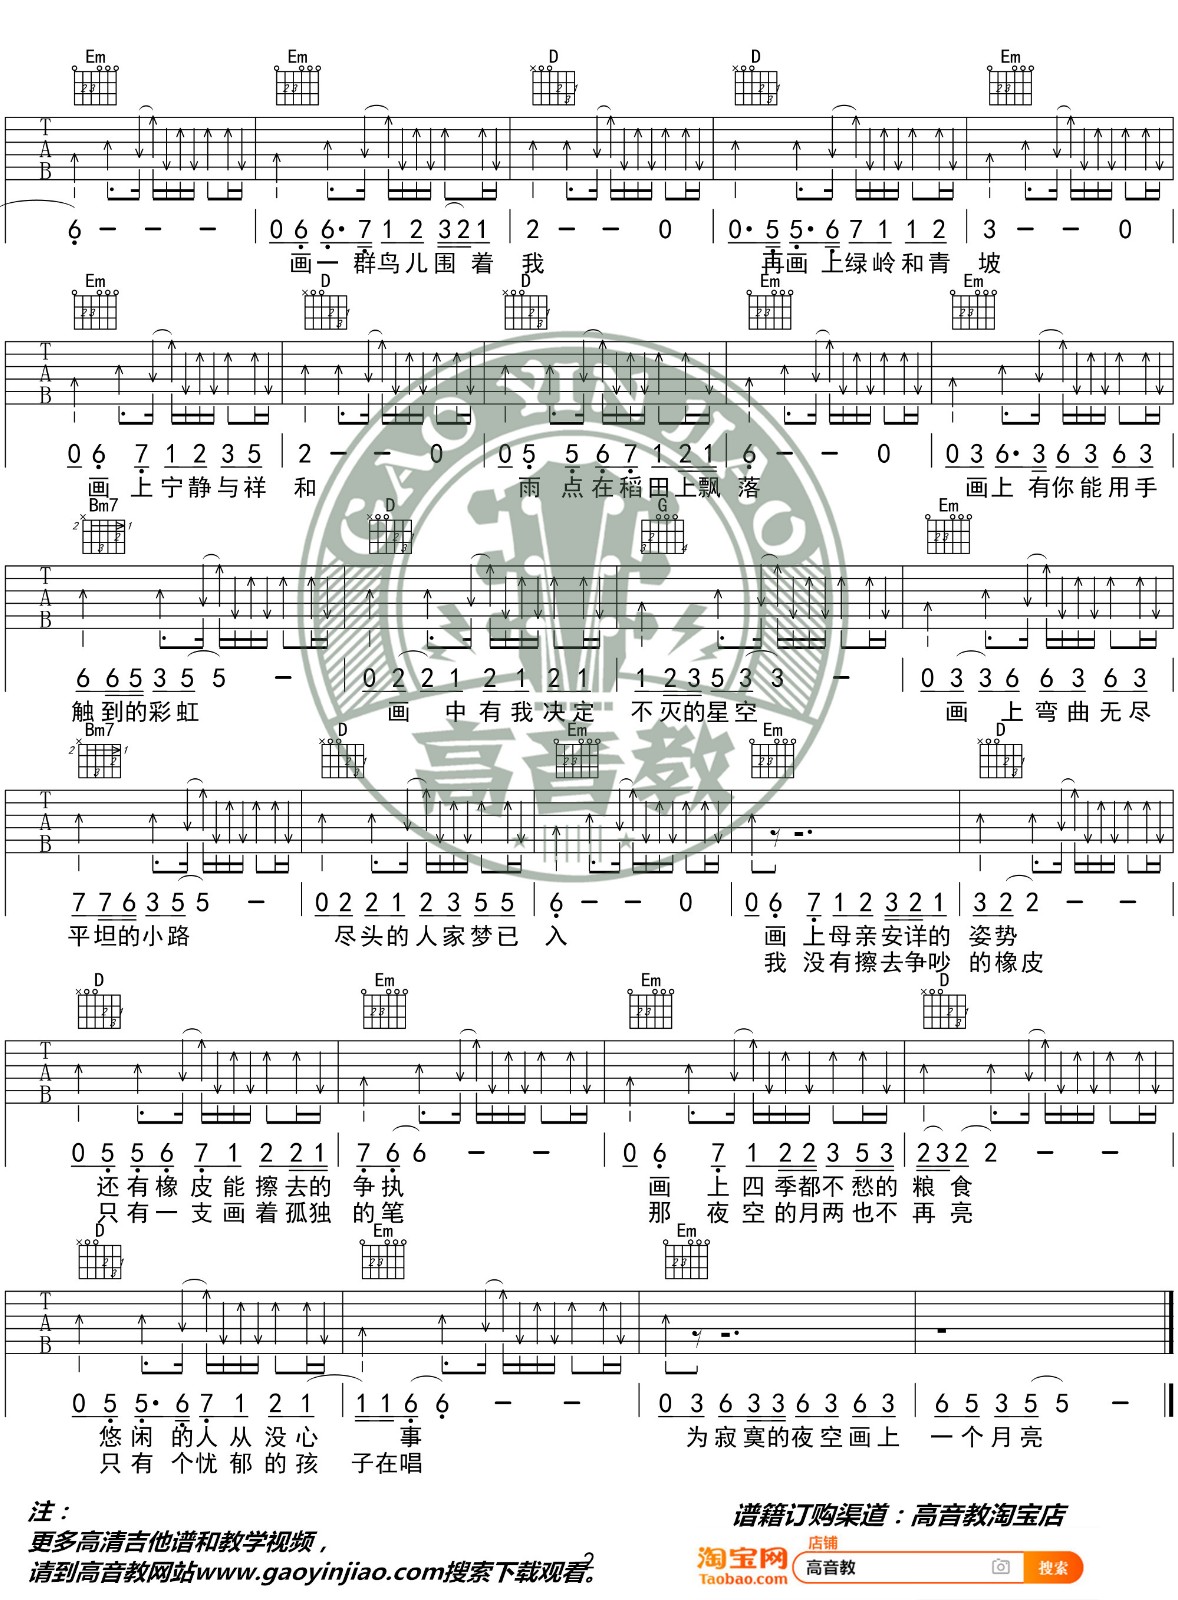 Em Em D D Em
T
A
B
6 - - - 0 6 6· 7 1 2 3 2 1 2 - - 0 0· 5 5· 6 7 1 1 2 3 - - 0
画一 群鸟儿围 着 我 再画 上绿岭和青 坡
Em D D Em Em
T
A
B
0 6 7 1 2 3 5 2 - - 0 0 5 5 6 7 1 2 1 6 - - 0 0 3 6· 3 6 3 6 3
画 上宁静与祥 和 雨 点在稻田上飘 落 画上 有你能用手
Bm7 D G Em
2 1
T
A
B
6 6 5 3 5 5 - 0 2 2 1 2 1 2 1 1 2 3 5 3 3 - 0 3 3 6 6 3 6 3
触 到的彩虹 画 中有我决定 不灭的星空 画 上弯曲无尽
Bm7 D Em Em D
2 1
T
A
B
7 7 6 3 5 5 - 0 2 2 1 2 3 5 5 6 - - 0 0 6 7 1 2 3 2 1 3 2 2 - -
平坦的小路 尽头的人家梦已 入 画 上母亲安详的 姿势
我 没有擦去争吵 的橡皮
D Em Em D
T
A
B
0 5 5 6 7 1 2 2 1 7 6 6 - - 0 6 7 1 2 2 3 5 3 2 3 2 2 - -
还有橡 皮能擦去的 争执 画 上四季都不愁的 粮食
只有一 支画着孤独 的笔 那 夜空的月两也不 再亮
D Em Em
T
A
B
0 5 5· 6 7 1 2 1 1 1 6 6 - - 0 3 6 3 3 6 3 6 3 6 5 3 5 5 -
悠闲 的人从没心 事 为寂寞的夜空画上 一个月亮
只有 个忧郁的孩 子在唱
注：
更多高清吉他谱和教学视频，
请到高音教网站www.gaoyinjiao.com搜索下载观看。
2
谱籍订购渠道：高音教淘宝店
淘宝网
Taobao.com
店铺
高音教
搜索
GAO YIN JIAO
高音教